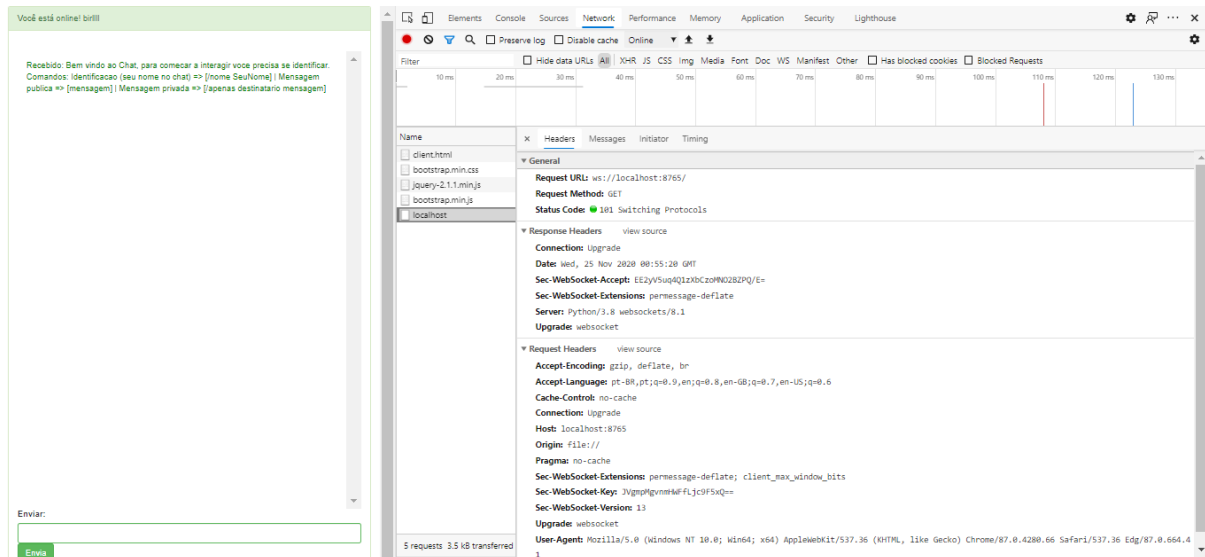 Você está online! birlll
Recebido: Bem vindo ao Chat, para comecar a interagir voce precisa se identificar.
Comandos: Identificacao (seu nome no chat) => [/nome SeuNome] | Mensagem
publica => [mensagem] | Mensagem privada => [/apenas destinatario mensagem]
Enviar:
Envia
Elements Console Sources Network Performance Memory Application Security Lighthouse
Preserve log Disable cache Online
Filter Hide data URLs All XHR JS CSS Img Media Font Doc WS Manifest Other Has blocked cookies Blocked Requests
10 ms 20 ms 30 ms 40 ms 50 ms 60 ms 70 ms 80 ms 90 ms 100 ms 110 ms 120 ms 130 ms
Name
client.html
bootstrap.min.css
jquery-2.1.1.min.js
bootstrap.min.js
localhost
5 requests 3.5 kB transferred
Headers Messages Initiator Timing
General
Request URL: ws://localhost:8765/
Request Method: GET
Status Code: 101 Switching Protocols
Response Headers view source
Connection: Upgrade
Date: Wed, 25 Nov 2020 00:55:20 GMT
Sec-WebSocket-Accept: EE2yV5uq4Q1zXbCzoMNO28ZPQ/E=
Sec-WebSocket-Extensions: permessage-deflate
Server: Python/3.8 websockets/8.1
Upgrade: websocket
Request Headers view source
Accept-Encoding: gzip, deflate, br
Accept-Language: pt-BR,pt;q=0.9,en;q=0.8,en-GB;q=0.7,en-US;q=0.6
Cache-Control: no-cache
Connection: Upgrade
Host: localhost:8765
Origin: file://
Pragma: no-cache
Sec-WebSocket-Extensions: permessage-deflate; client_max_window_bits
Sec-WebSocket-Key: JVgmpMgvnmHWFfLjc9F5xQ==
Sec-WebSocket-Version: 13
Upgrade: websocket
User-Agent: Mozilla/5.0 (Windows NT 10.0; Win64; x64) AppleWebKit/537.36 (KHTML, like Gecko) Chrome/87.0.4280.66 Safari/537.36 Edg/87.0.664.4
1